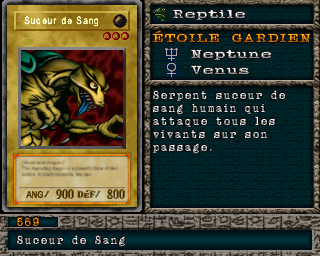 Suceur de Sang
ANG/ 900 DéF/ 800
Reptile
ÉTOILE GARDIEN
Neptune
Venus
Serpent suceur de
sang humain qui
attaque tous les
vivants sur son
passage.
569
Suceur de Sang